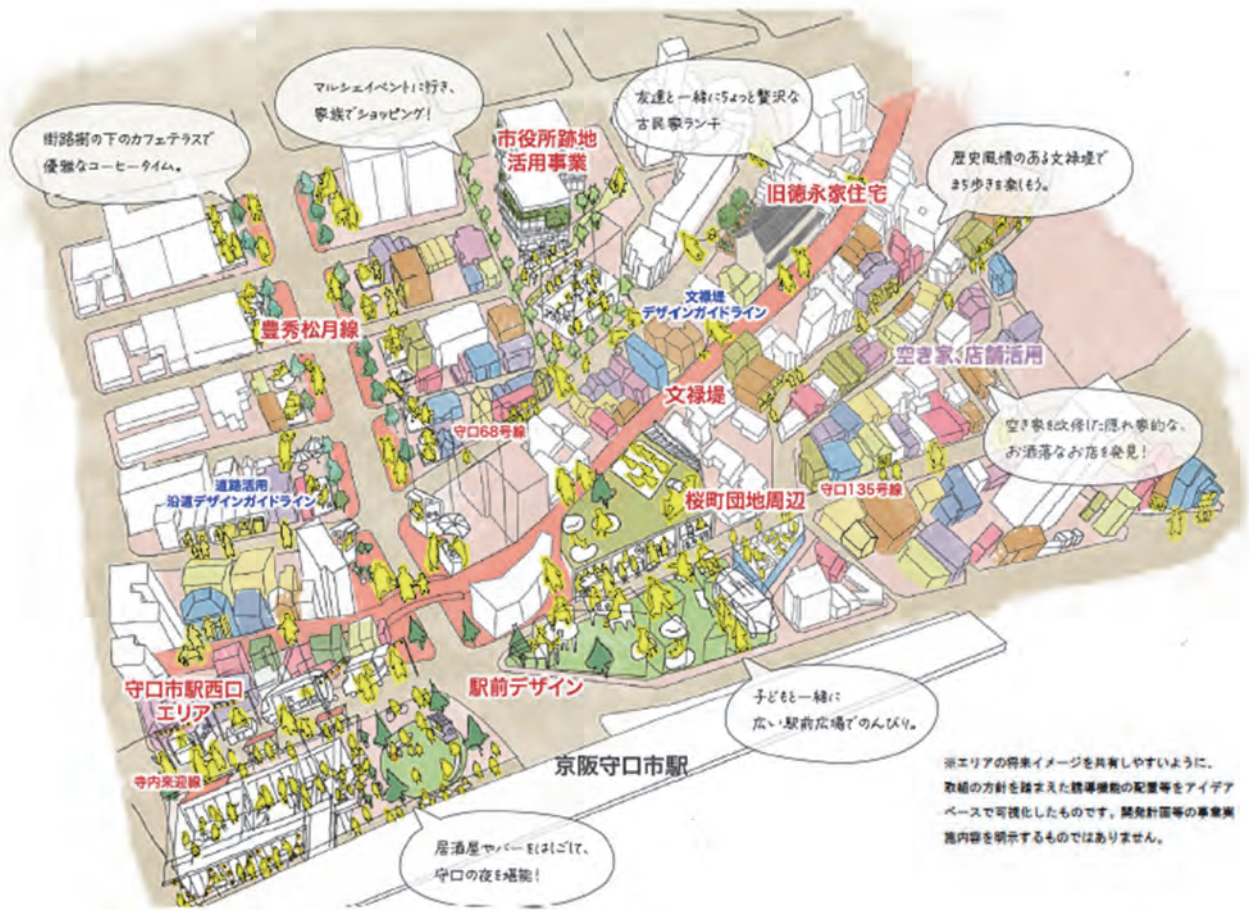 マルシェイベントに行き、
家族でショッピング!
友達と一緒にちょっと贅沢な
古民家ランチ
街路樹の下のカフェテラスで
優雅なコーヒータイム。
市役所跡地
活用事業
歴史風情のある文禄堤で
まち歩きを楽しもう。
旧徳永家住宅
文禄堤
デザインガイドライン
豊秀松月線
空き家、店舗活用
文禄堤
守口68号線
空き家を改修した隠れ家的な、
お洒落なお店を発見!
道路活用
沿道デザインガイドライン
桜町団地周辺
守口135号線
守口市駅西口
エリア
駅前デザイン
子どもと一緒に
広い駅前広場でのんびり。
京阪守口市駅
寺内来迎線
※エリアの将来イメージを共有しやすいように、
取組の方針を踏まえた誘導機能の配置等をアイデア
ベースで可視化したものです。開発計画等の事業実
施内容を明示するものではありません。
居酒屋やバーをはしごして、
守口の夜を堪能!